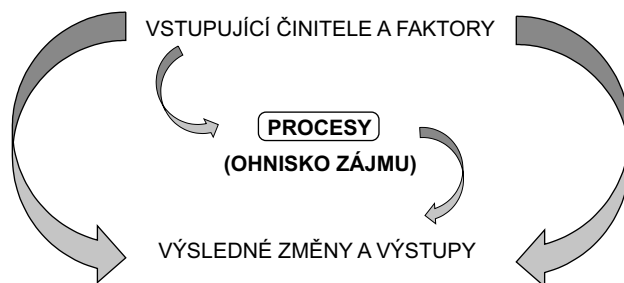 VSTUPUJÍCÍ ČINITELE A FAKTORY
PROCESY
(OHNISKO ZÁJMU)
VÝSLEDNÉ ZMĚNY A VÝSTUPY